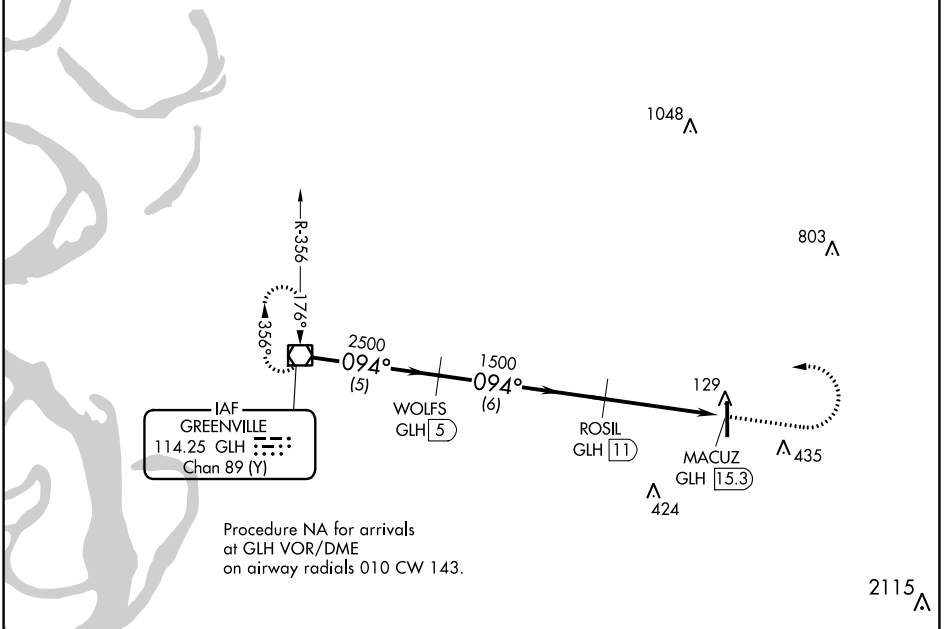 1048
803
R-356
176°
356°
2500
094°
(5)
1500
094°
(6)
WOLFS
GLH 5
ROSIL
GLH 11
129
MACUZ
GLH 15.3
435
424
IAF
GREENVILLE
114.25 GLH
Chan 89 (Y)
Procedure NA for arrivals
at GLH VOR/DME
on airway radials 010 CW 143.
2115